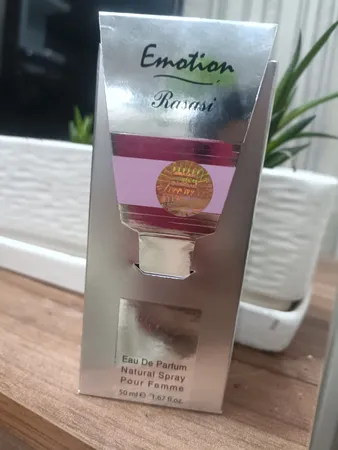 Emotion
Rasasi
Eau De Parfum
Natural Spray
Pour Femme
50 ml ℮ 1.67 fl.oz.